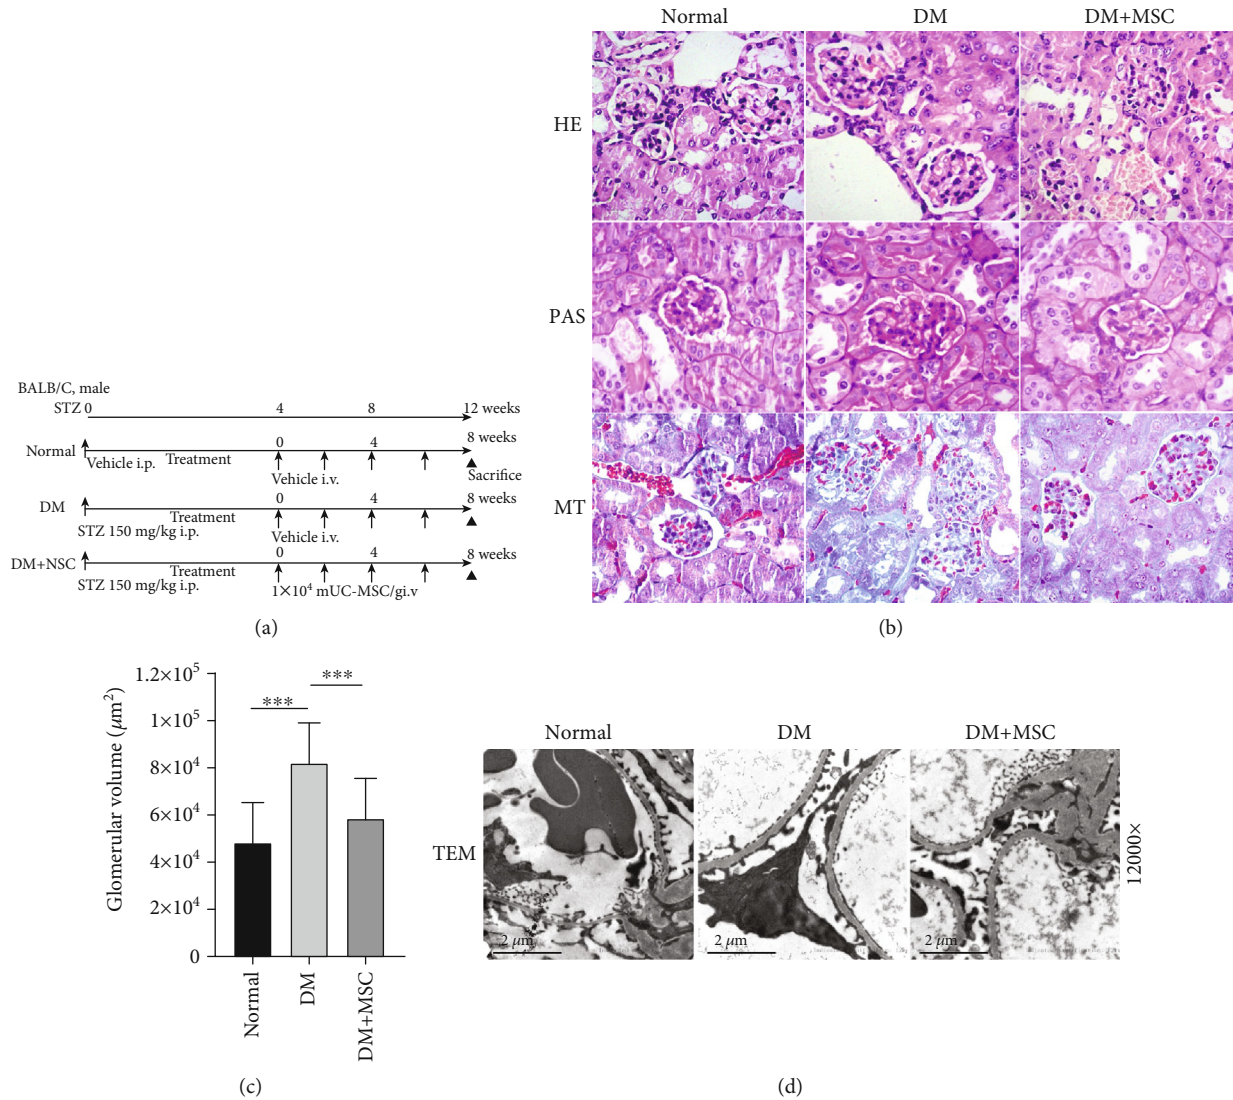 BALB/C, male
STZ 0 4 8 12 weeks
Normal 0 4 8 weeks
Vehicle i.p. Treatment Vehicle i.v. Sacrifice
DM 0 4 8 weeks
STZ 150 mg/kg i.p. Treatment Vehicle i.v.
DM+NSC 0 4 8 weeks
STZ 150 mg/kg i.p. Treatment 1×10⁴ mUC-MSC/gi.v
(a)
Normal DM DM+MSC
HE
PAS
MT
(b)
Glomerular volume (μm²)
1.2×10⁵
1×10⁵
8×10⁴
6×10⁴
4×10⁴
2×10⁴
0
*** ***
Normal DM DM+MSC
(c)
Normal DM DM+MSC
TEM
12000×
2 μm 2 μm 2 μm
(d)